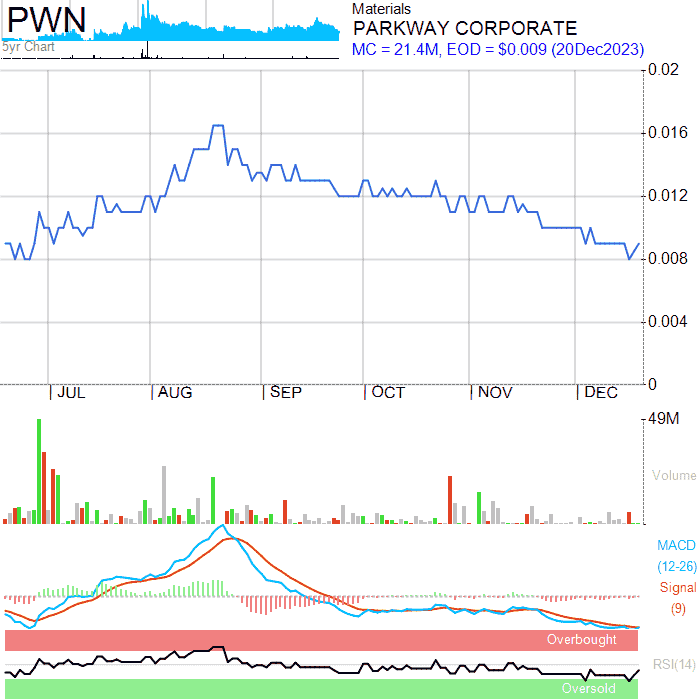 PWN
5yr Chart
Materials
PARKWAY CORPORATE
MC = 21.4M, EOD = $0.009 (20Dec2023)
0.02
0.016
0.012
0.008
0.004
0
JUL AUG SEP OCT NOV DEC
49M
Volume
MACD
(12-26)
Signal
(9)
Overbought
RSI(14)
Oversold